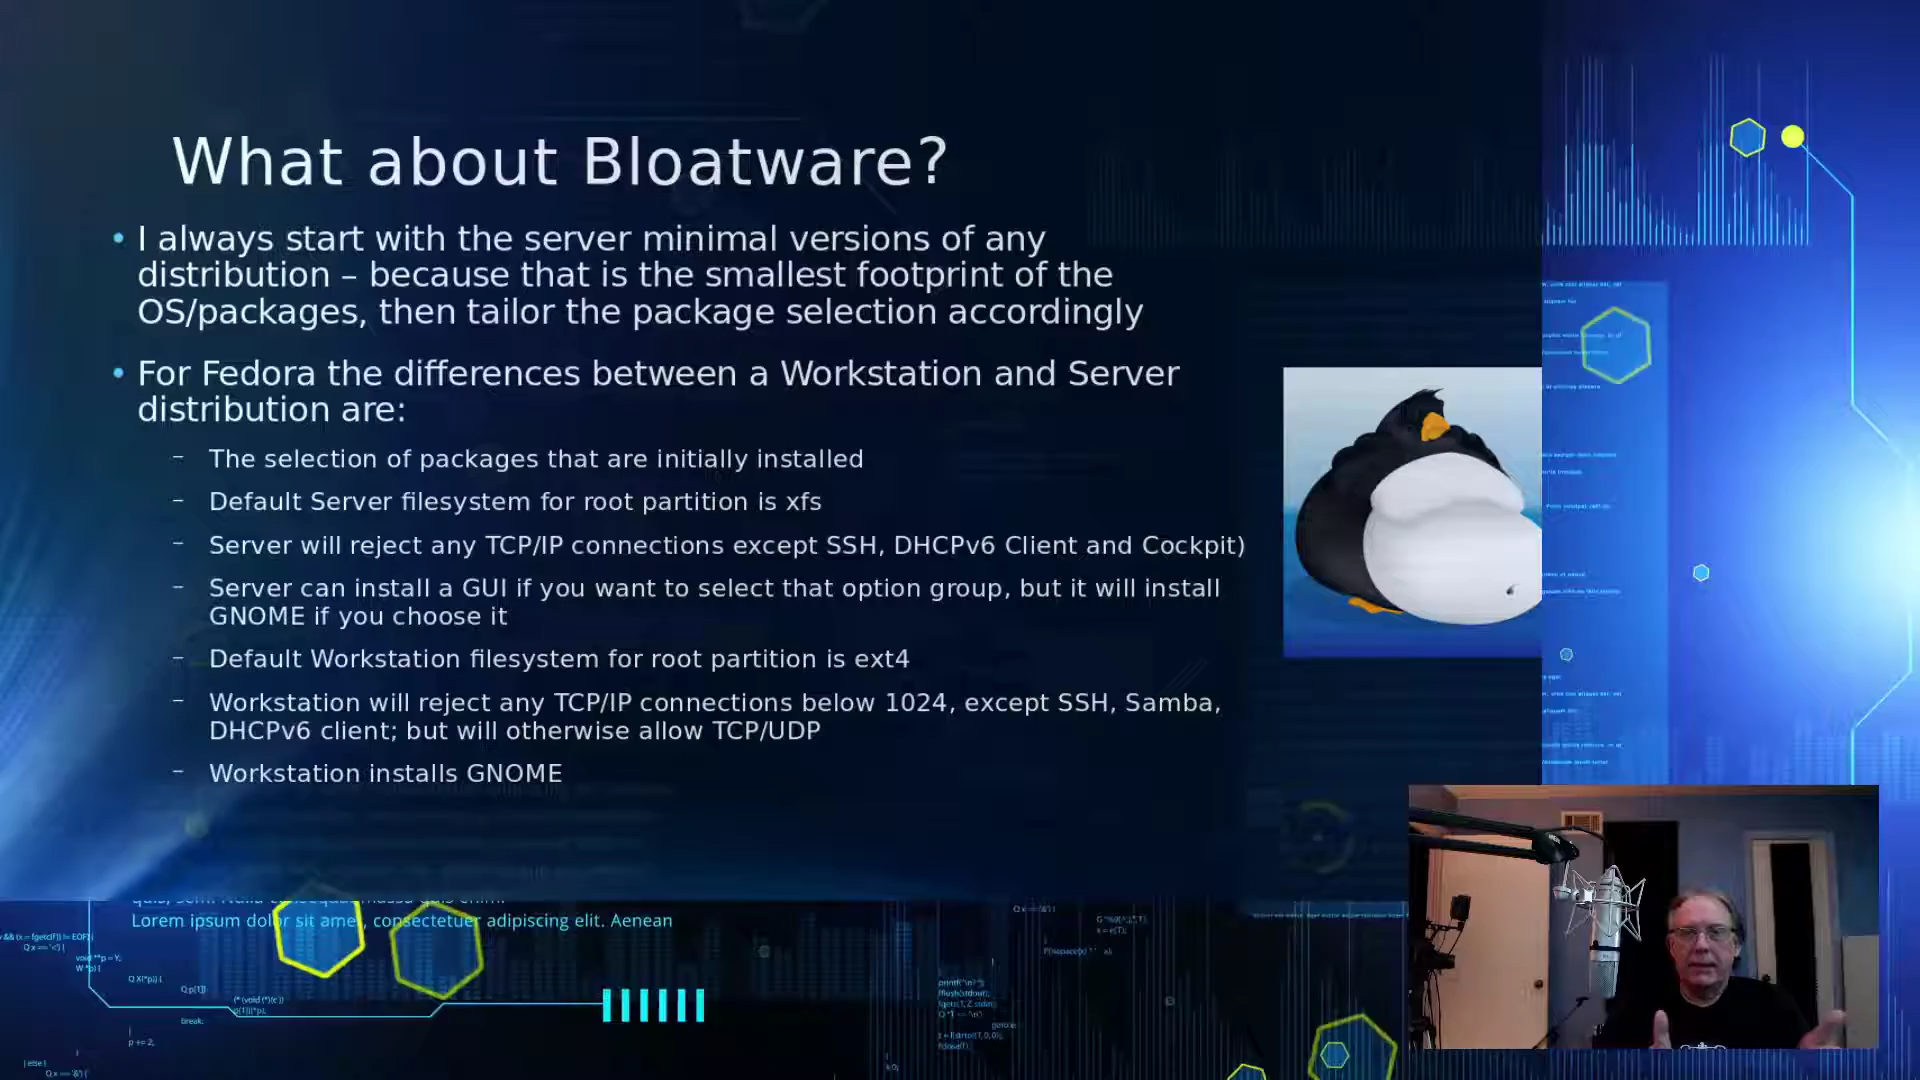 What about Bloatware?
• I always start with the server minimal versions of any
distribution – because that is the smallest footprint of the
OS/packages, then tailor the package selection accordingly
• For Fedora the differences between a Workstation and Server
distribution are:
– The selection of packages that are initially installed
– Default Server filesystem for root partition is xfs
– Server will reject any TCP/IP connections except SSH, DHCPv6 Client and Cockpit)
– Server can install a GUI if you want to select that option group, but it will install
GNOME if you choose it
– Default Workstation filesystem for root partition is ext4
– Workstation will reject any TCP/IP connections below 1024, except SSH, Samba,
DHCPv6 client; but will otherwise allow TCP/UDP
– Workstation installs GNOME
Lorem ipsum dolor sit amet, consectetuer adipiscing elit. Aenean
break;
p += 2;